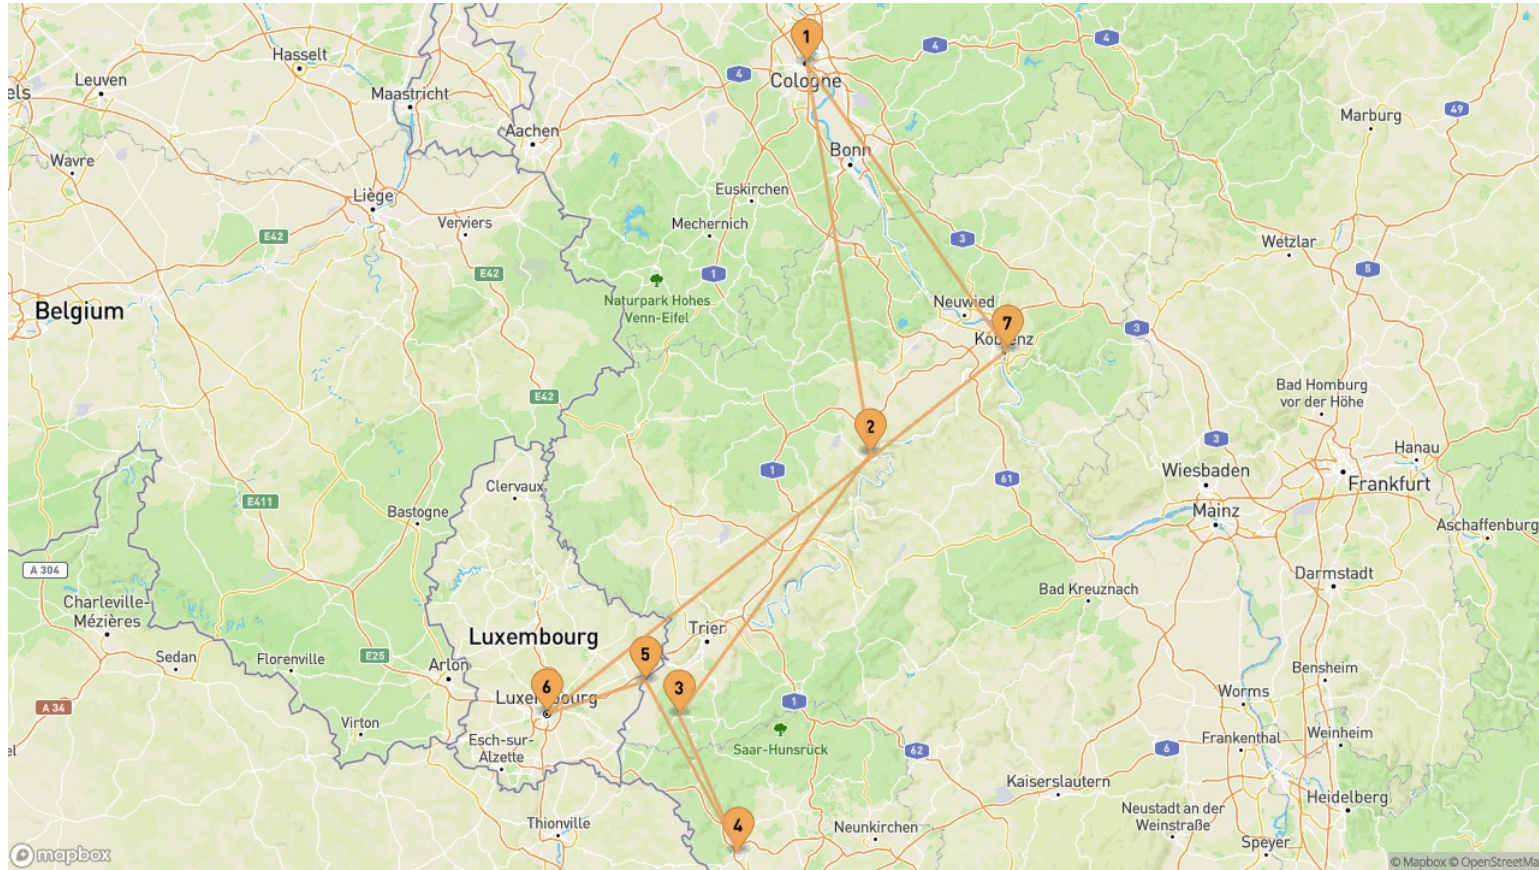 1
4
4
Hasselt
Leuven
els
Maastricht
4
Cologne
49
Marburg
Aachen
Wavre
Bonn
Euskirchen
Liège
Verviers
Mechernich
E42
3
Wetzlar
E42
1
5
Naturpark Hohes
Venn-Eifel
Neuwied
Belgium
7
3
Koblenz
E42
Bad Homburg
vor der Höhe
2
3
Hanau
1
Wiesbaden
61
Frankfurt
Clervaux
E411
Bastogne
Mainz
Aschaffenburg
A 304
Darmstadt
Bad Kreuznach
Charleville-
Mézières
Luxembourg
Trier
Sedan
Florenville
E25
Arlon
5
Bensheim
6
3
Luxembourg
Worms
A 34
1
Virton
Saar-Hunsrück
Esch-sur-
Alzette
62
6
Frankenthal
Weinheim
Kaiserslautern
Heidelberg
Thionville
4
Neunkirchen
Neustadt an der
Weinstraße
Speyer
mapbox
© Mapbox © OpenStreetMa